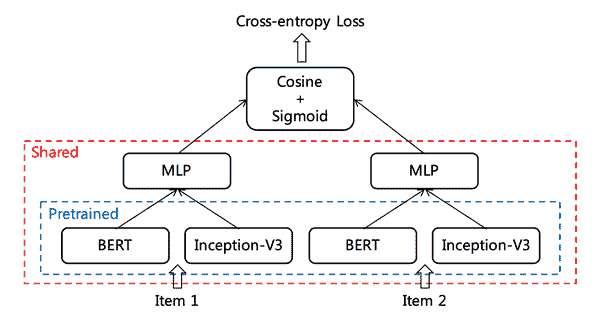 Cross-entropy Loss
Cosine
+
Sigmoid
Shared
MLP
MLP
Pretrained
BERT
Inception-V3
BERT
Inception-V3
Item 1
Item 2